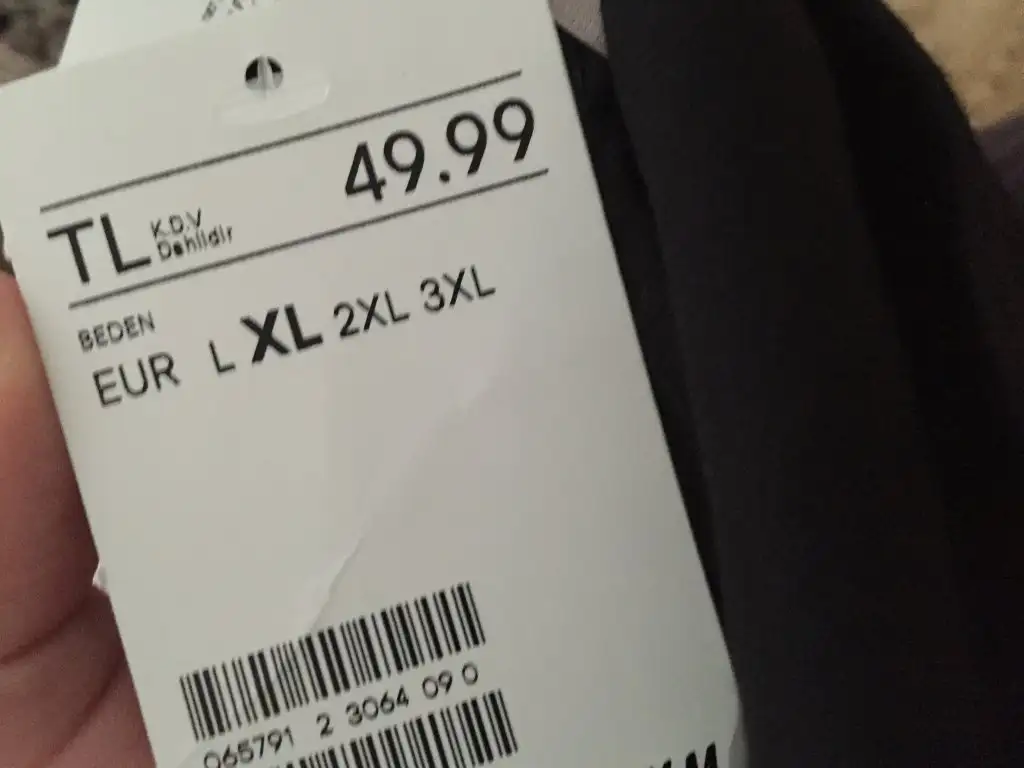 49.99
TL K.D.V
Dahildir
BEDEN
EUR L XL 2XL 3XL
065791 2 3064 09 0